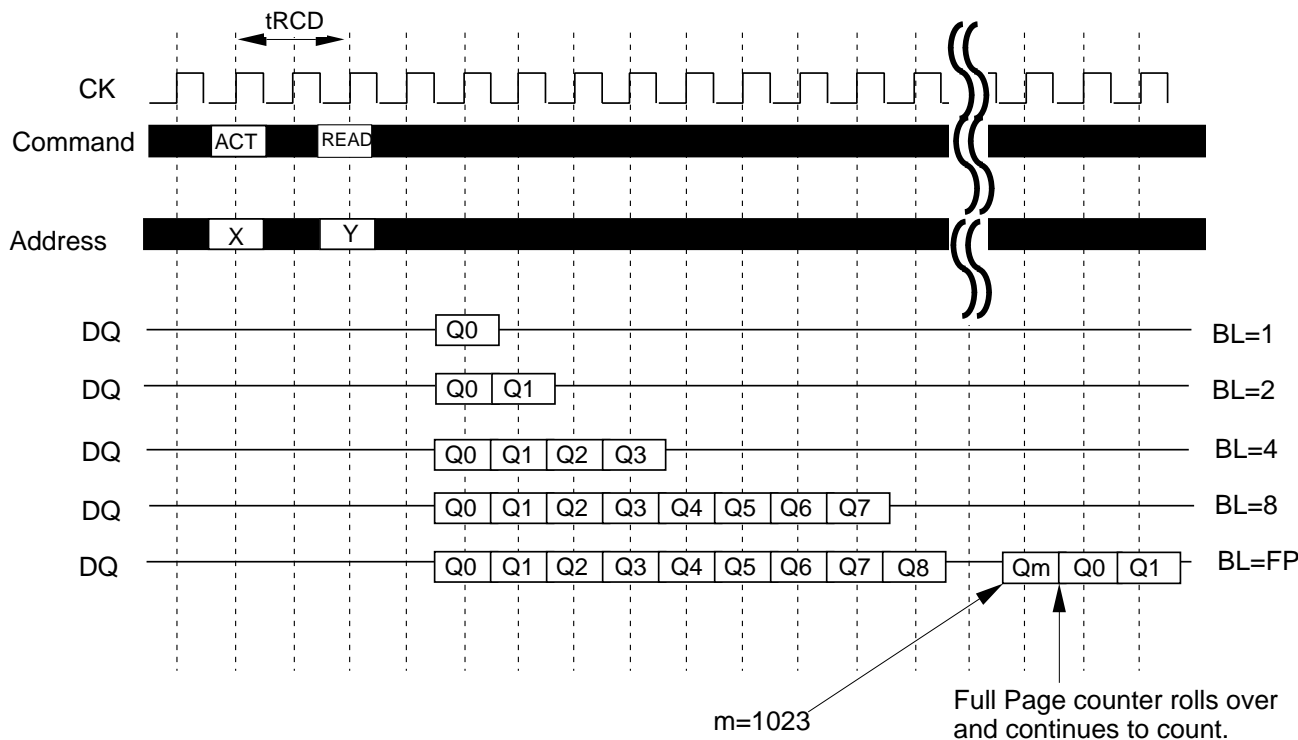 tRCD
CK
Command ACT READ
Address X Y
DQ Q0 BL=1
DQ Q0 Q1 BL=2
DQ Q0 Q1 Q2 Q3 BL=4
DQ Q0 Q1 Q2 Q3 Q4 Q5 Q6 Q7 BL=8
DQ Q0 Q1 Q2 Q3 Q4 Q5 Q6 Q7 Q8 Qm Q0 Q1 BL=FP
m=1023
Full Page counter rolls over
and continues to count.